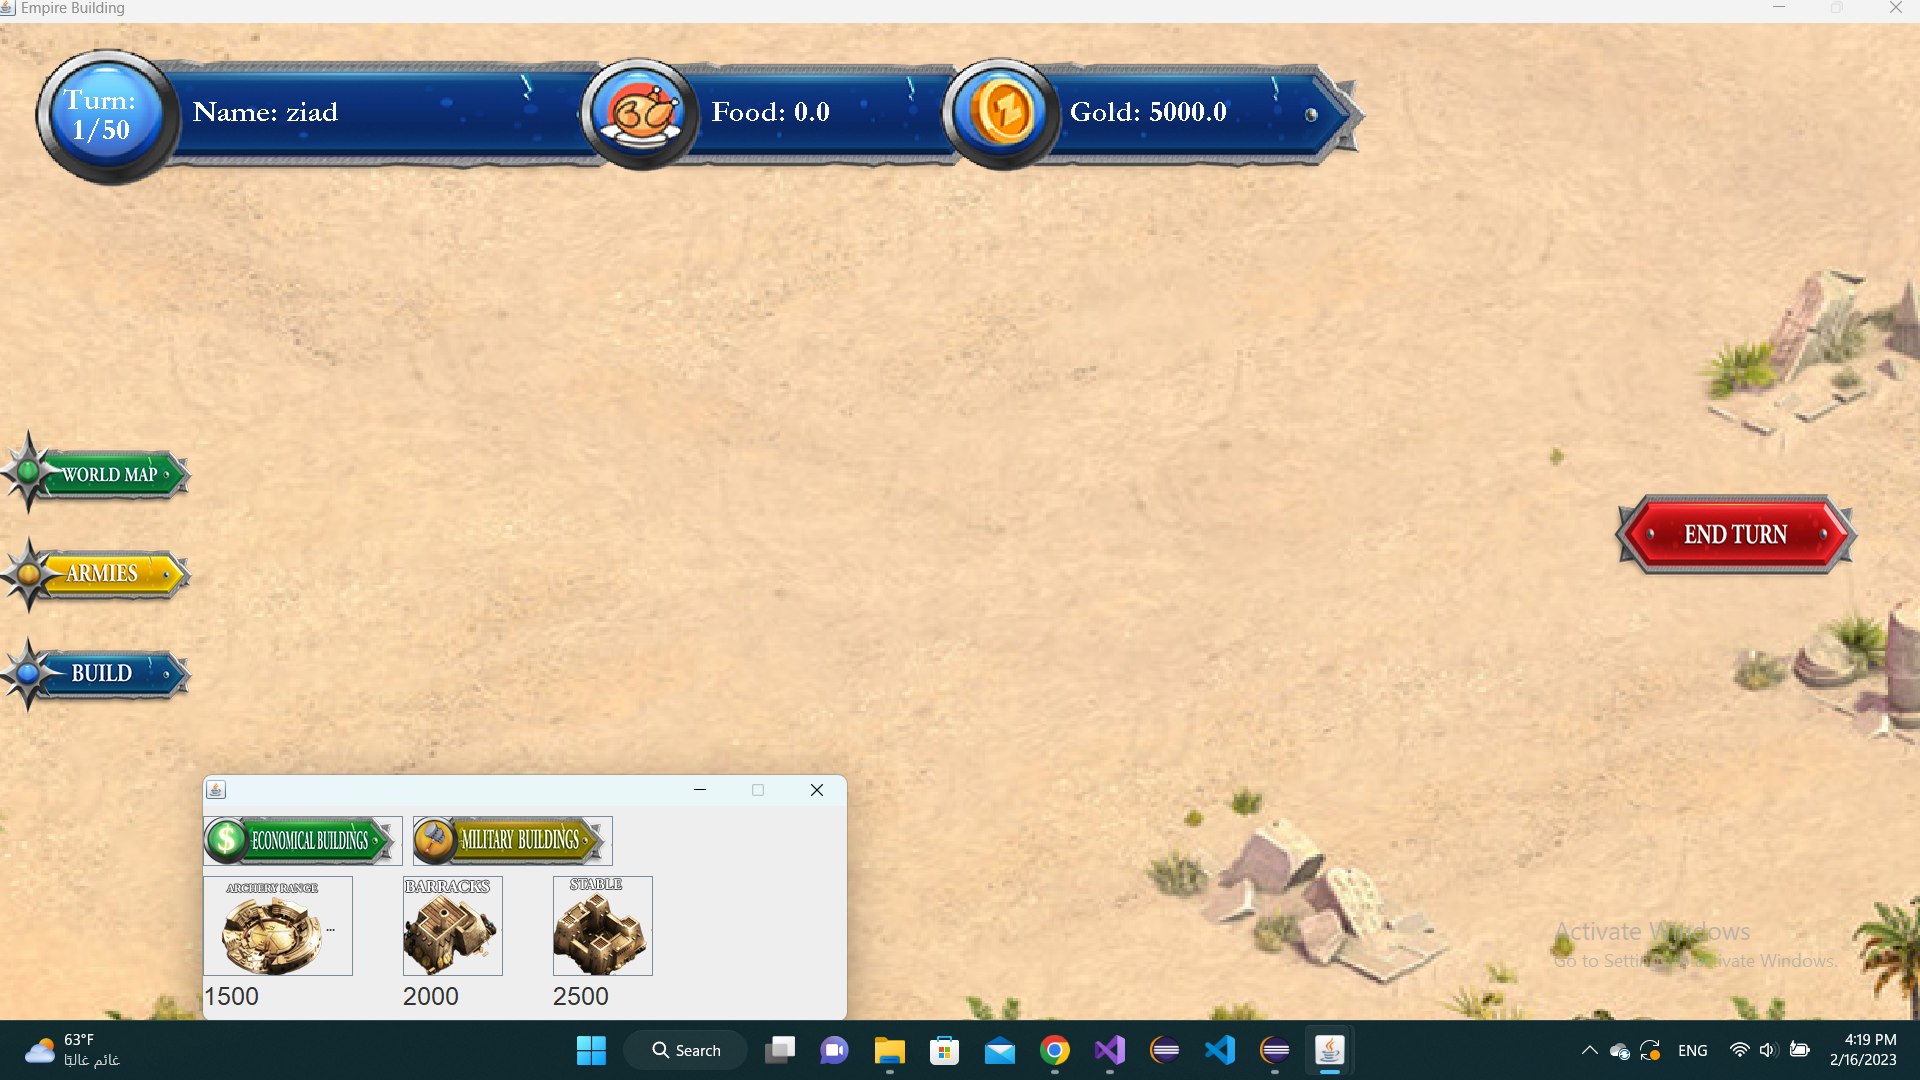 Empire Building
Turn:
1/50
Name: ziad
Food: 0.0
Gold: 5000.0
WORLD MAP
ARMIES
BUILD
END TURN
ECONOMICAL BUILDINGS
MILITARY BUILDINGS
ARCHERY RANGE
BARRACKS
STABLE
...
1500
2000
2500
Activate Windows
Go to Settings to activate Windows.
63°F
غائم غالبًا
Search
ENG
4:19 PM
2/16/2023